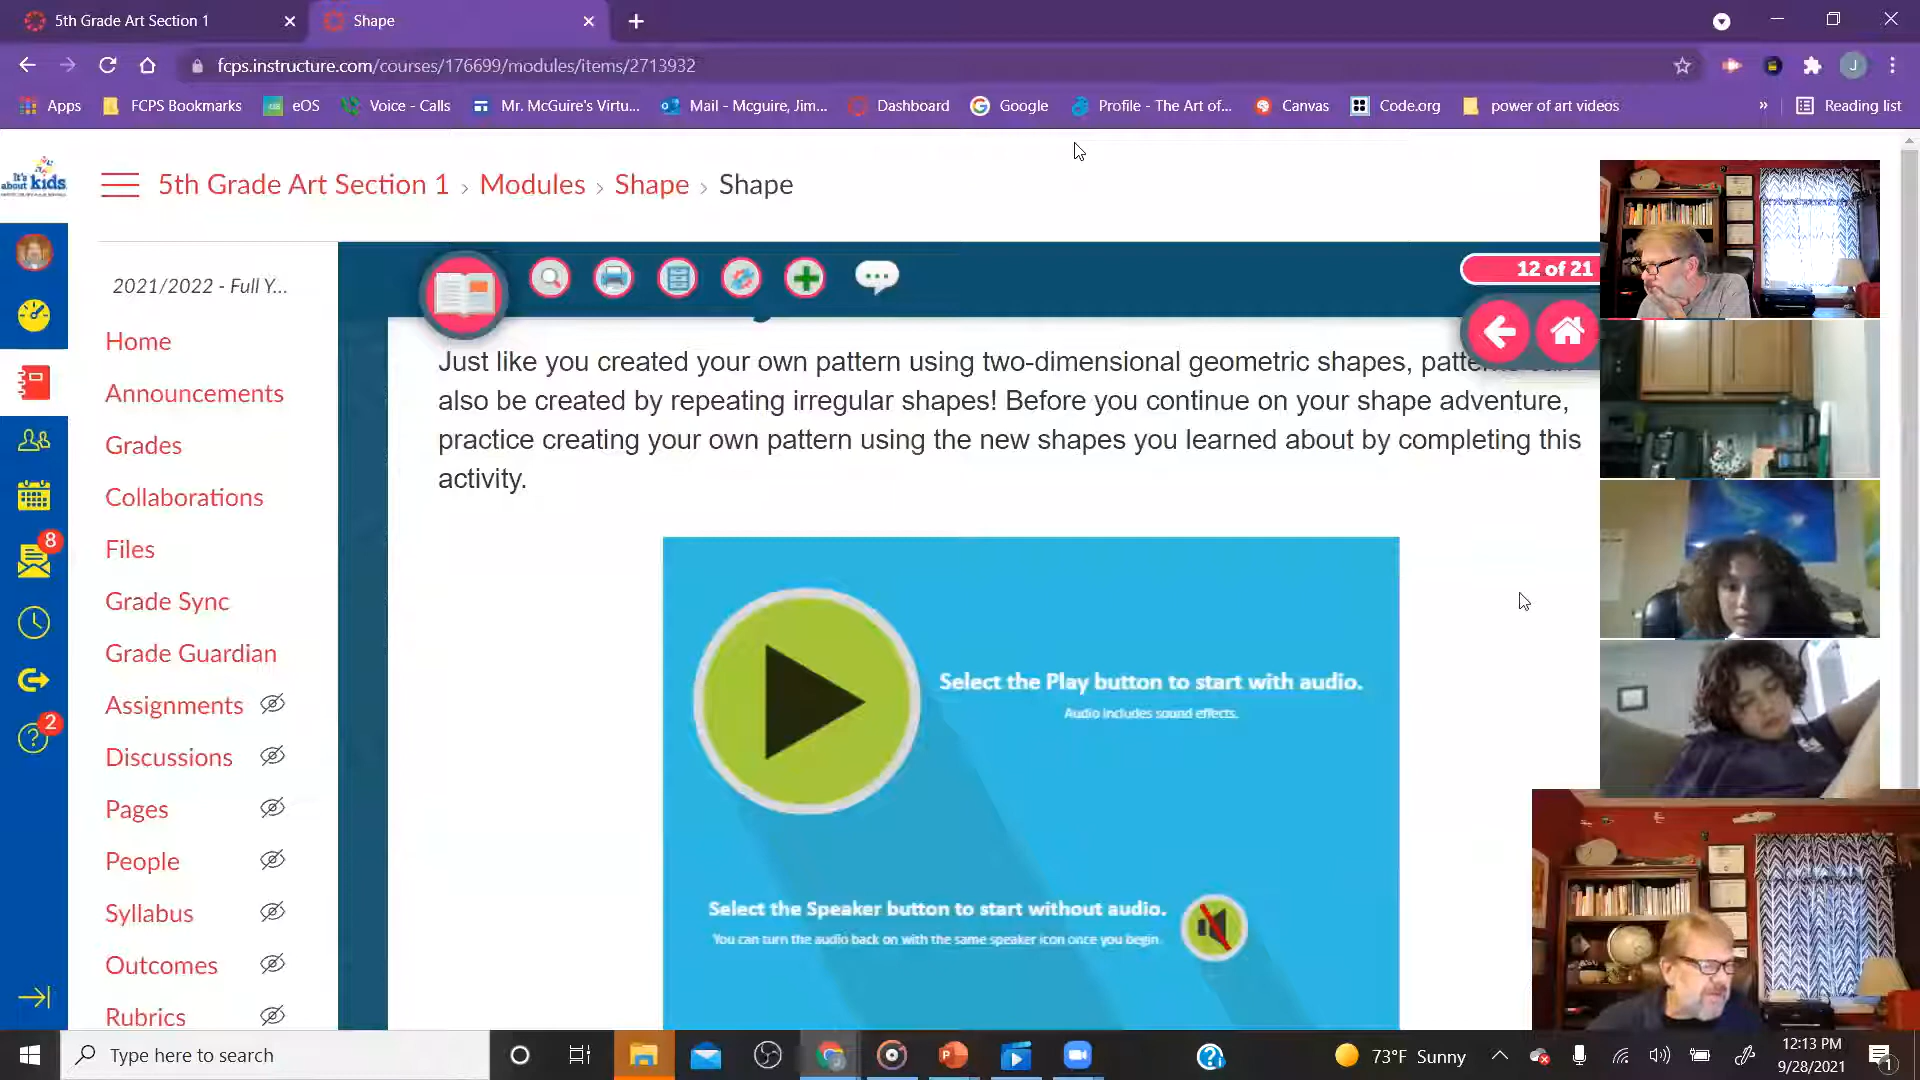 5th Grade Art Section 1
Shape
fcps.instructure.com/courses/176699/modules/items/2713932
J
Apps
FCPS Bookmarks
eOS
Voice - Calls
Mr. McGuire's Virtu...
Mail - Mcguire, Jim...
Dashboard
Google
Profile - The Art of...
Canvas
Code.org
power of art videos
»
Reading list
It's about kids
5th Grade Art Section 1 › Modules › Shape › Shape
2021/2022 - Full Y...
Home
Announcements
Grades
Collaborations
Files
8
Grade Sync
Grade Guardian
Assignments
2
Discussions
Pages
People
Syllabus
Outcomes
Rubrics
12 of 21
Just like you created your own pattern using two-dimensional geometric shapes, patterns can
also be created by repeating irregular shapes! Before you continue on your shape adventure,
practice creating your own pattern using the new shapes you learned about by completing this
activity.
Select the Play button to start with audio.
Audio includes sound effects.
Select the Speaker button to start without audio.
You can turn the audio back on with the same speaker icon once you begin.
Type here to search
73°F Sunny
12:13 PM
9/28/2021
1